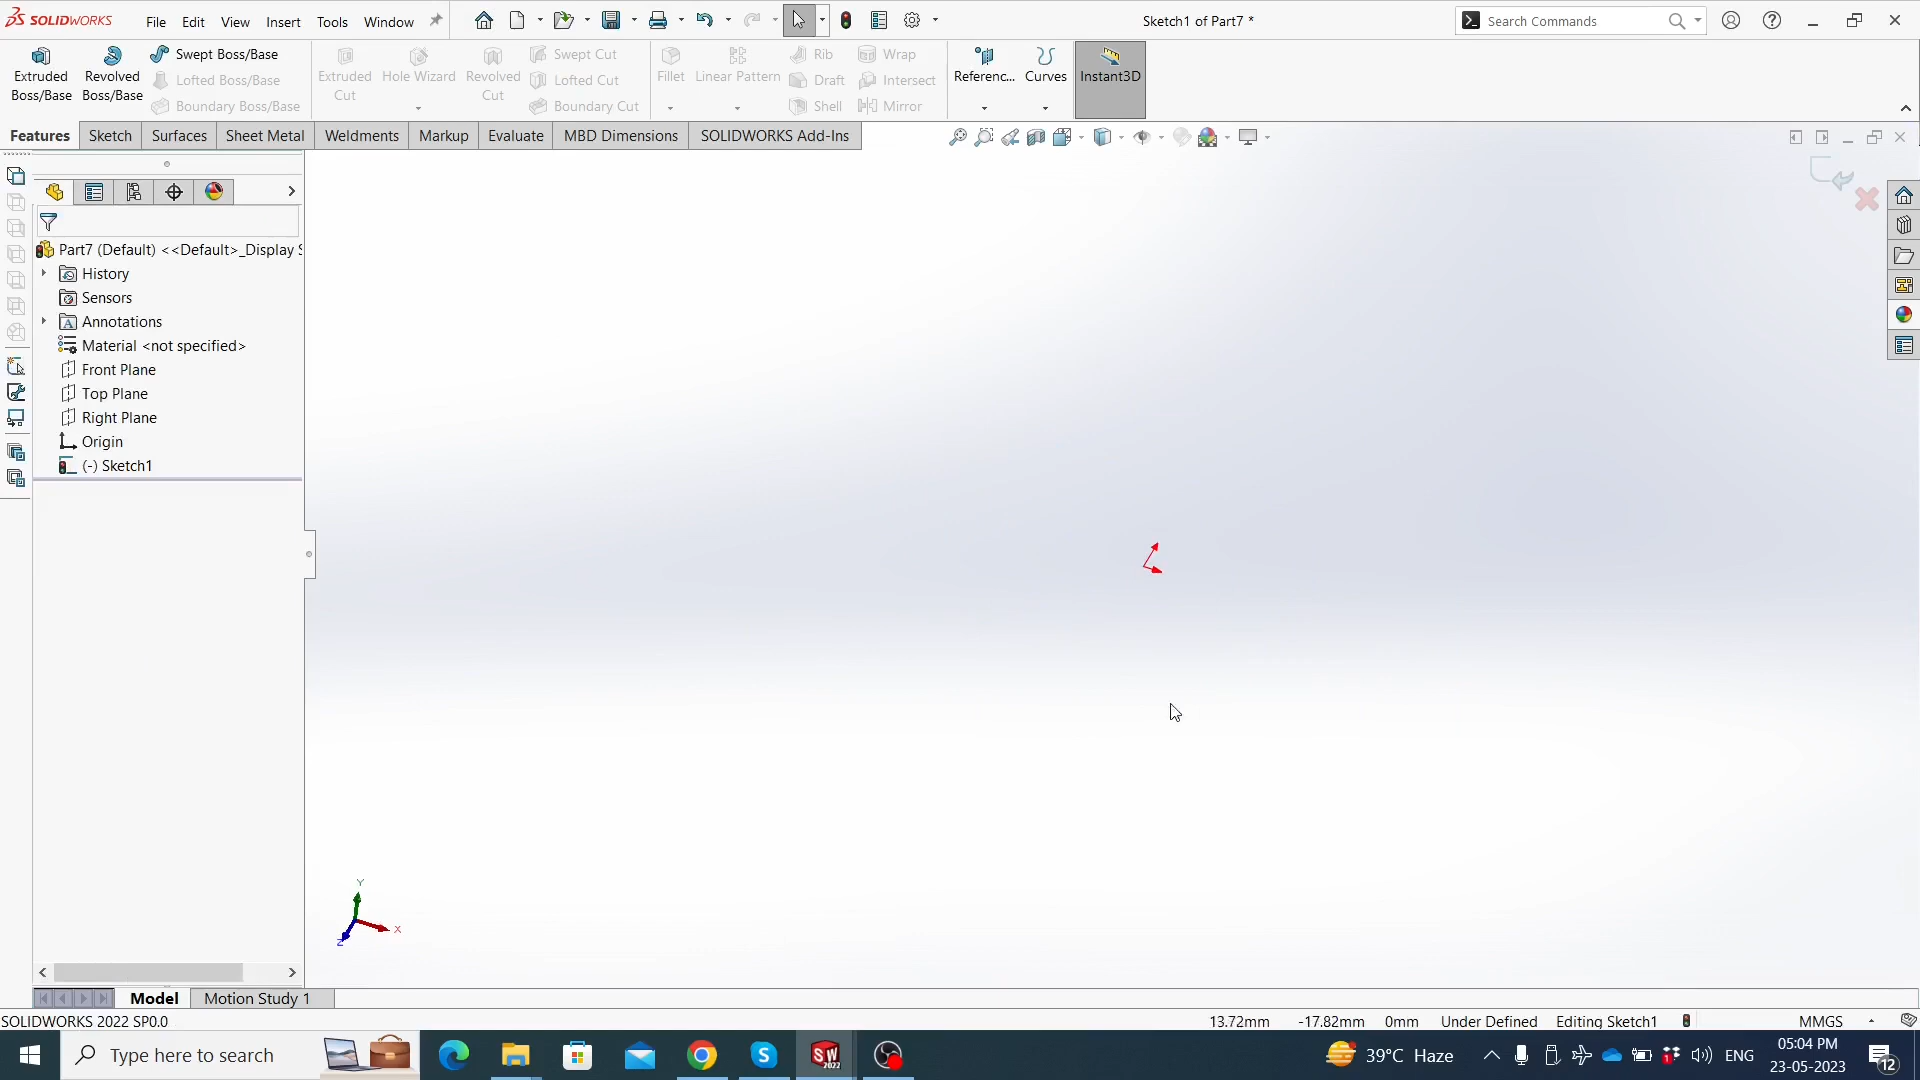 SOLIDWORKS File Edit View Insert Tools Window Sketch1 of Part7 * Search Commands
Extruded Boss/Base
Revolved Boss/Base
Swept Boss/Base
Lofted Boss/Base
Boundary Boss/Base
Extruded Cut
Hole Wizard
Revolved Cut
Swept Cut
Lofted Cut
Boundary Cut
Fillet
Linear Pattern
Rib
Draft
Shell
Wrap
Intersect
Mirror
Referenc...
Curves
Instant3D
Features Sketch Surfaces Sheet Metal Weldments Markup Evaluate MBD Dimensions SOLIDWORKS Add-Ins
Part7 (Default) <<Default>_Display S
History
Sensors
Annotations
Material <not specified>
Front Plane
Top Plane
Right Plane
Origin
(-) Sketch1
Y
X
Z
Model Motion Study 1
SOLIDWORKS 2022 SP0.0 13.72mm -17.82mm 0mm Under Defined Editing Sketch1 MMGS
Type here to search SW 2022 39°C Haze ENG 05:04 PM 23-05-2023 12